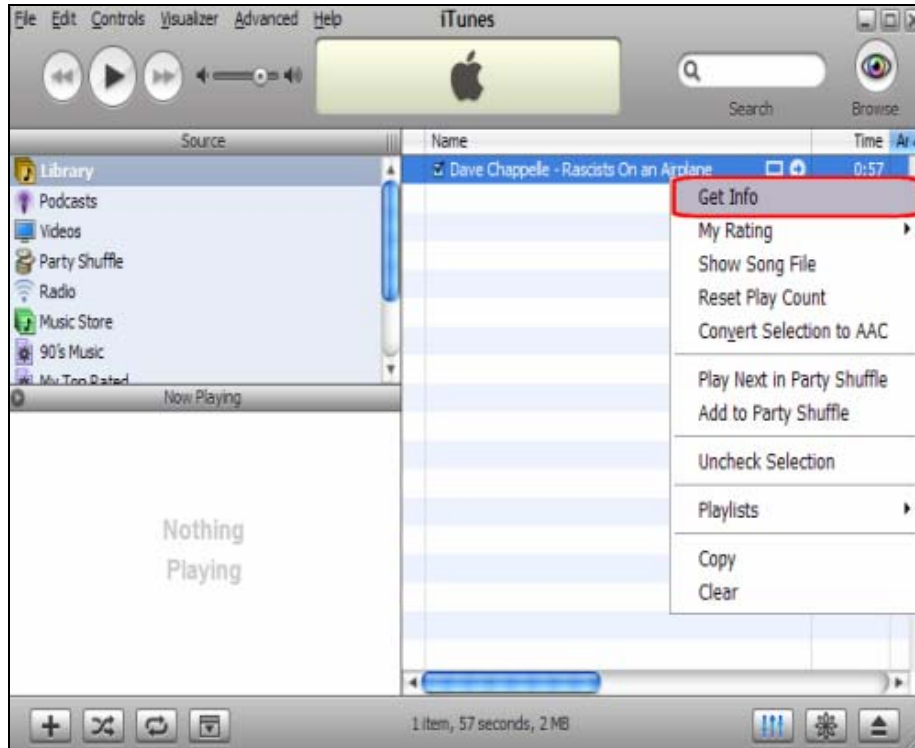 File Edit Controls Visualizer Advanced Help iTunes
Search Browse
Source
Name Time
Library
Dave Chappelle - Rascists On an Airplane 0:57
Podcasts
Videos
Party Shuffle
Radio
Music Store
90's Music
My Top Rated
Now Playing
Nothing
Playing
Get Info
My Rating
Show Song File
Reset Play Count
Convert Selection to AAC
Play Next in Party Shuffle
Add to Party Shuffle
Uncheck Selection
Playlists
Copy
Clear
1 item, 57 seconds, 2 MB